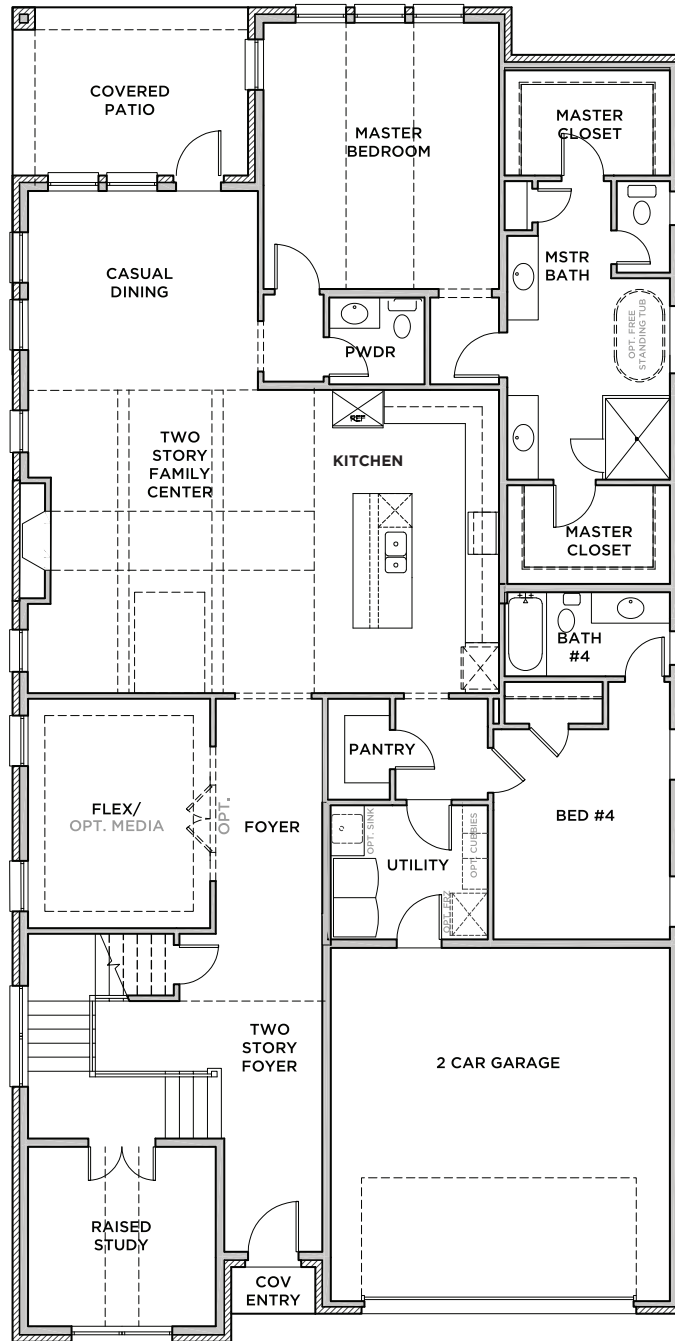 COVERED
PATIO
MASTER
BEDROOM
MASTER
CLOSET
CASUAL
DINING
MSTR
BATH
OPT. FREE
STANDING TUB
PWDR
REF
TWO
STORY
FAMILY
CENTER
KITCHEN
MASTER
CLOSET
BATH
#4
PANTRY
FLEX/
OPT. MEDIA
OPT.
FOYER
OPT. SINK
UTILITY
OPT. CUBBIES
OPT. FRZ
BED #4
TWO
STORY
FOYER
2 CAR GARAGE
RAISED
STUDY
COV
ENTRY